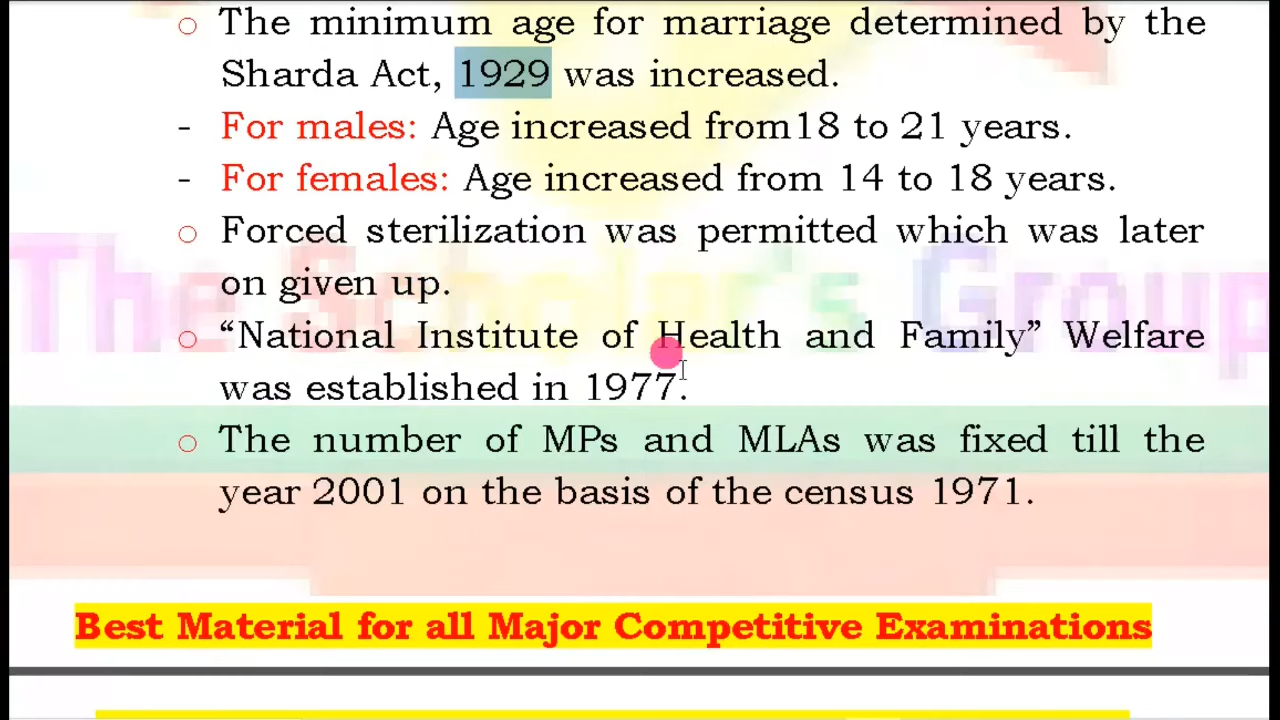 ○ The minimum age for marriage determined by the
Sharda Act, 1929 was increased.
- For males: Age increased from18 to 21 years.
- For females: Age increased from 14 to 18 years.
○ Forced sterilization was permitted which was later
on given up.
The Scholar's Group
○ “National Institute of Health and Family” Welfare
was established in 1977.
○ The number of MPs and MLAs was fixed till the
year 2001 on the basis of the census 1971.
Best Material for all Major Competitive Examinations